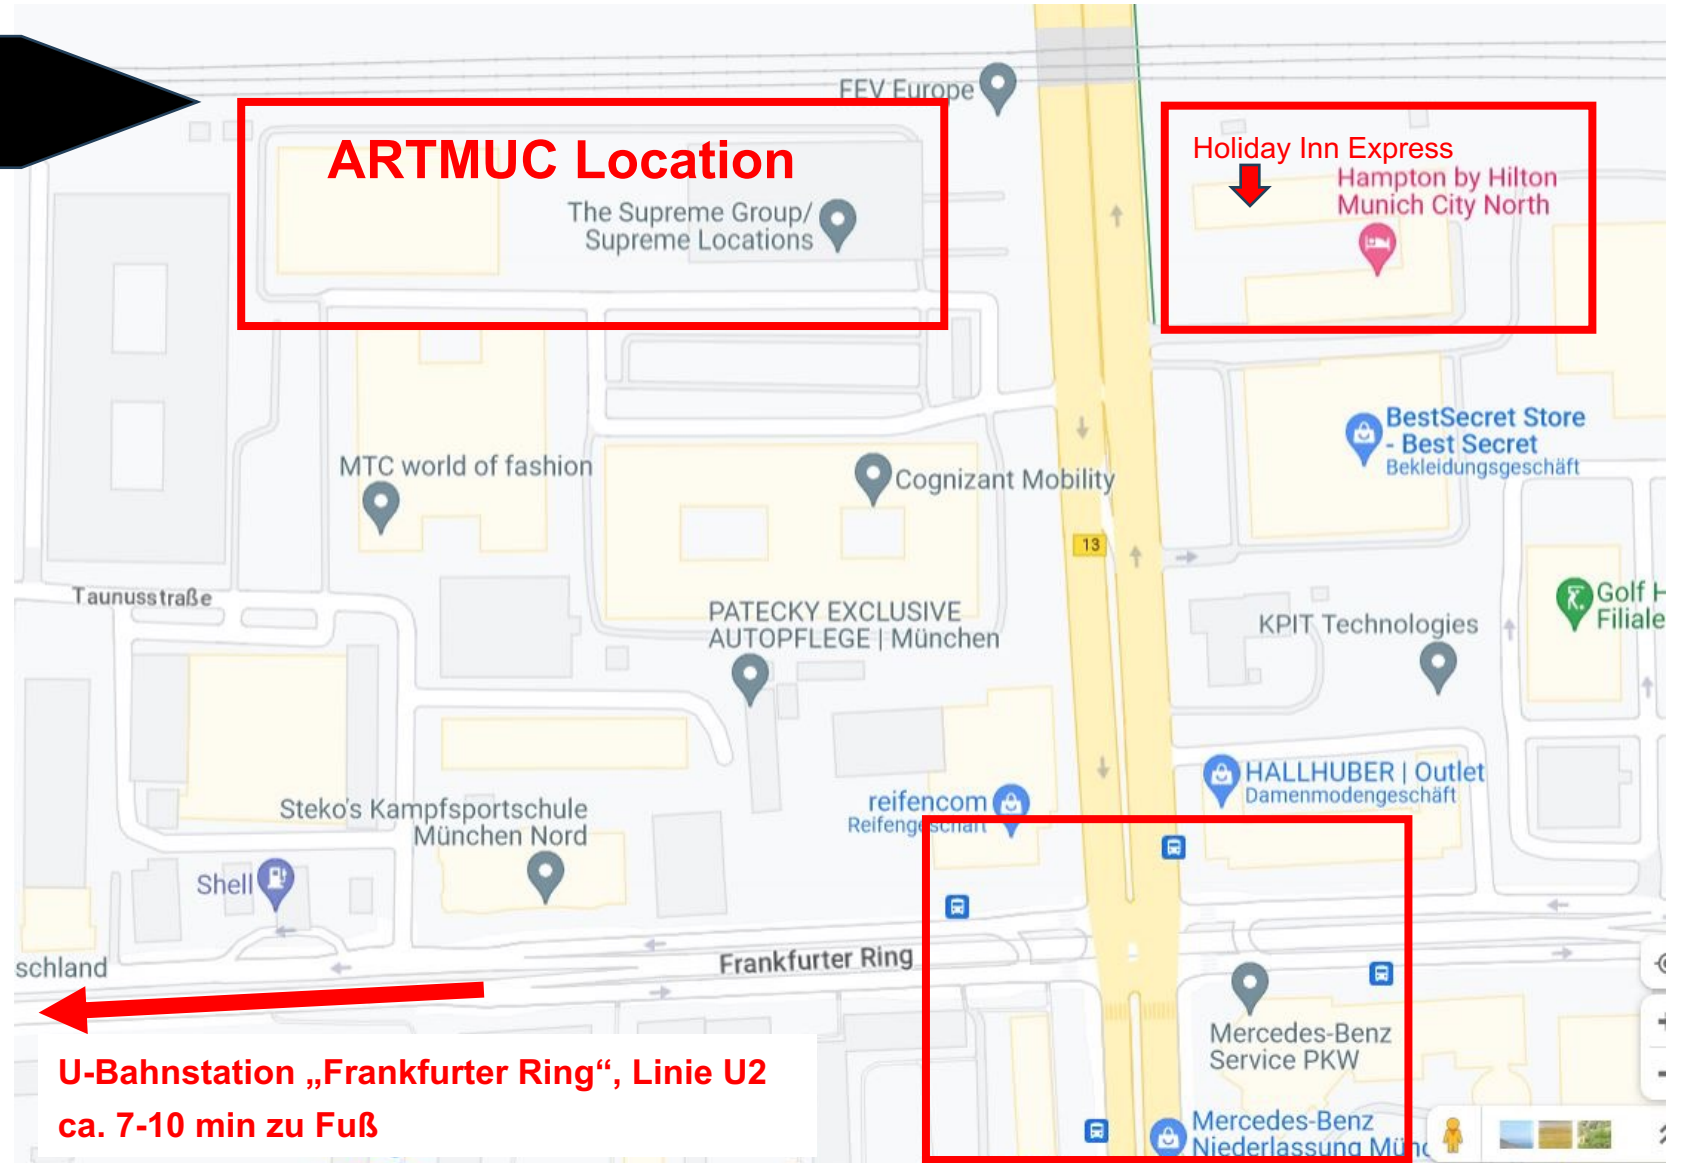 FEV Europe
ARTMUC Location
Holiday Inn Express
Hampton by Hilton
Munich City North
The Supreme Group/
Supreme Locations
BestSecret Store
- Best Secret
Bekleidungsgeschäft
MTC world of fashion
Cognizant Mobility
13
Taunusstraße
PATECKY EXCLUSIVE
AUTOPFLEGE | München
KPIT Technologies
Golf H
Filiale
HALLHUBER | Outlet
Damenmodengeschäft
reifencom
Reifengeschäft
Steko's Kampfsportschule
München Nord
Shell
Frankfurter Ring
schland
Mercedes-Benz
Service PKW
U-Bahnstation „Frankfurter Ring“, Linie U2
ca. 7-10 min zu Fuß
Mercedes-Benz
Niederlassung Münc